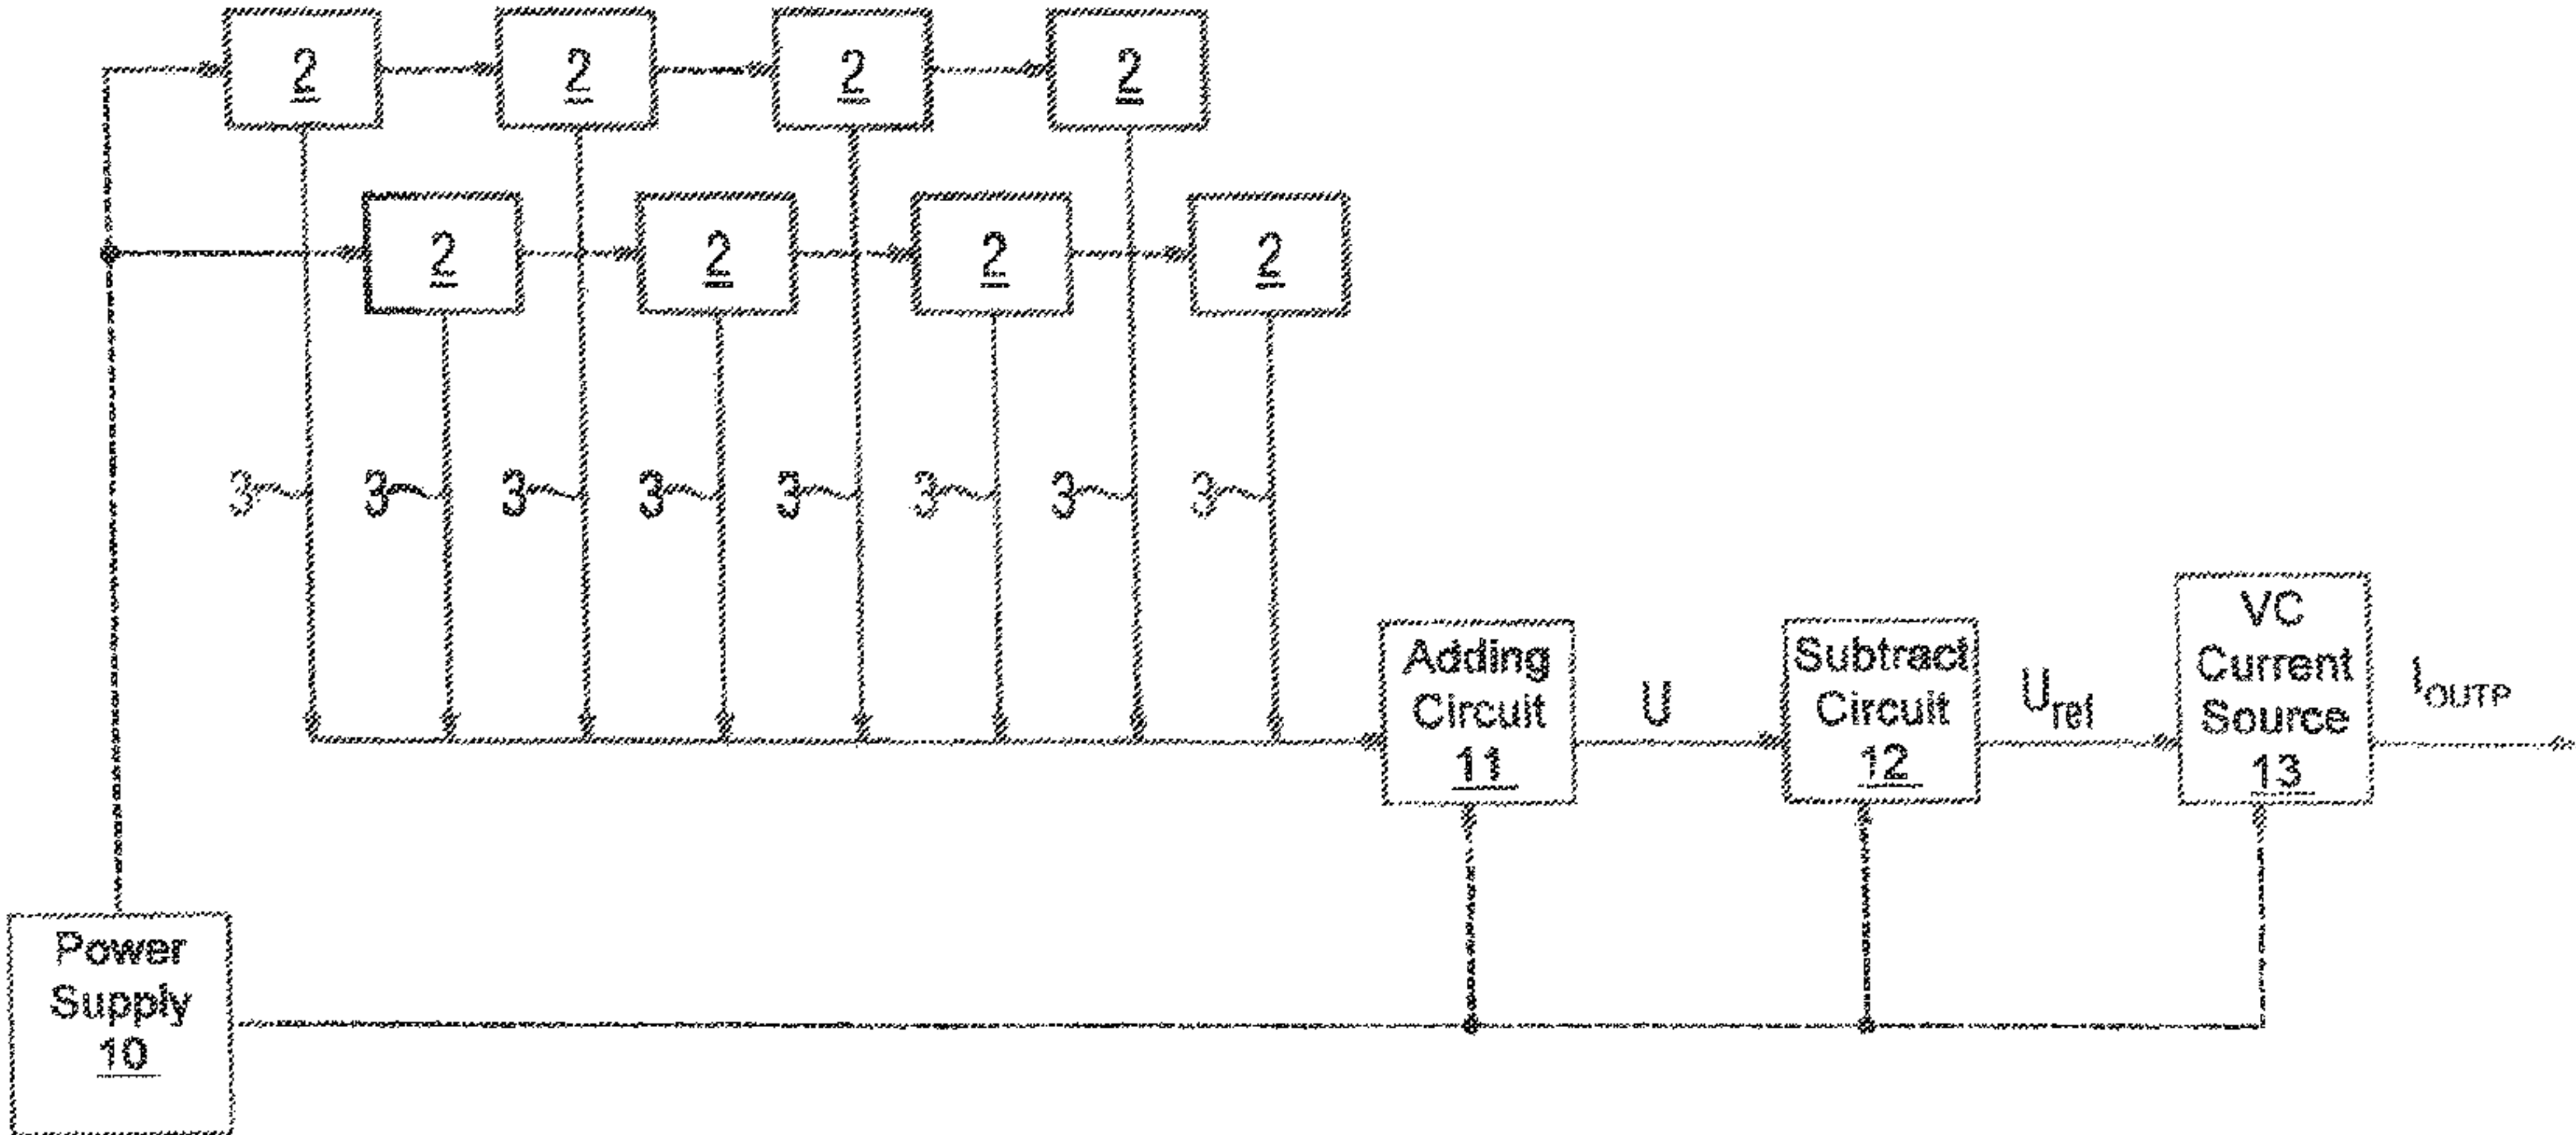 2 2 2 2
2 2 2 2
3 3 3 3 3 3 3 3
Adding
Circuit
11
U
Subtract
Circuit
12
Uref
VC
Current
Source
13
IOUTP
Power
Supply
10